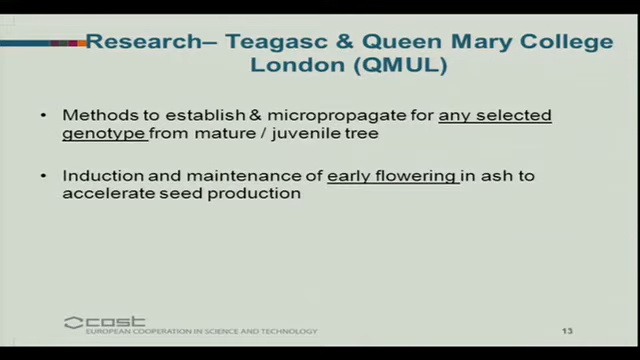 Research– Teagasc & Queen Mary College
London (QMUL)
• Methods to establish & micropropagate for any selected
genotype from mature / juvenile tree
• Induction and maintenance of early flowering in ash to
accelerate seed production
cost
EUROPEAN COOPERATION IN SCIENCE AND TECHNOLOGY
13